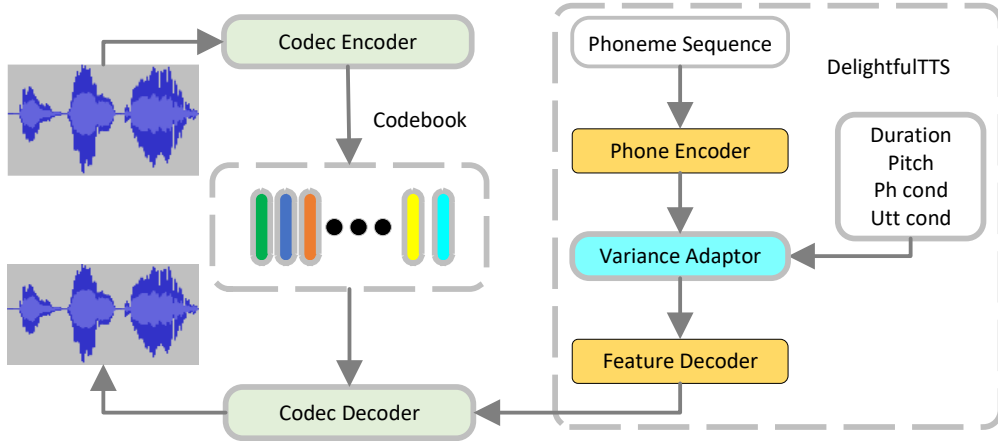 Codec Encoder
Codebook
Codec Decoder
Phoneme Sequence
DelightfulTTS
Phone Encoder
Duration
Pitch
Ph cond
Utt cond
Variance Adaptor
Feature Decoder